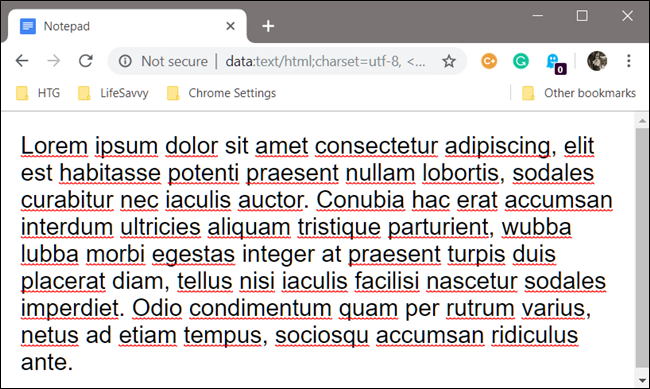 Notepad
Not secure | data:text/html;charset=utf-8, <...
0
HTG LifeSavvy Chrome Settings Other bookmarks
Lorem ipsum dolor sit amet consectetur adipiscing, elit
est habitasse potenti praesent nullam lobortis, sodales
curabitur nec iaculis auctor. Conubia hac erat accumsan
interdum ultricies aliquam tristique parturient, wubba
lubba morbi egestas integer at praesent turpis duis
placerat diam, tellus nisi iaculis facilisi nascetur sodales
imperdiet. Odio condimentum quam per rutrum varius,
netus ad etiam tempus, sociosqu accumsan ridiculus
ante.